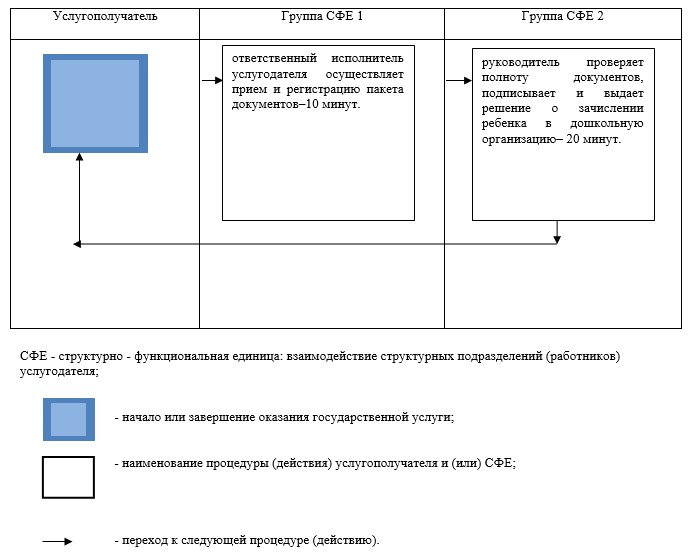 Услугополучатель
Группа СФЕ 1
Группа СФЕ 2
ответственный исполнитель
услугодателя осуществляет
прием и регистрацию пакета
документов–10 минут.
руководитель проверяет
полноту документов,
подписывает и выдает
решение о зачислении
ребенка в дошкольную
организацию– 20 минут.
СФЕ - структурно - функциональная единица: взаимодействие структурных подразделений (работников)
услугодателя;
- начало или завершение оказания государственной услуги;
- наименование процедуры (действия) услугополучателя и (или) СФЕ;
- переход к следующей процедуре (действию).